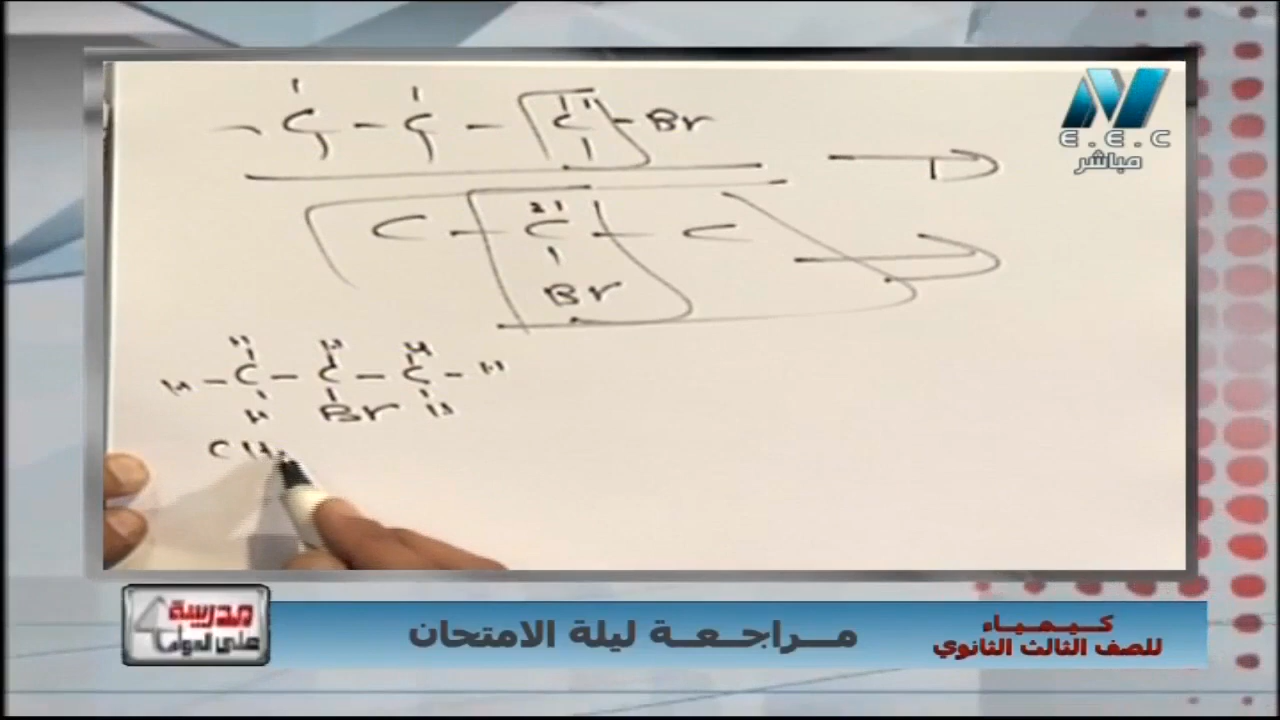 - C - C - C - Br
C - C - C
Br
H H H
H - C - C - C - H
H Br H
CH
E.E.C
مباشر
مدرسة
على الهواء
مراجعة ليلة الامتحان
كيمياء
للصف الثالث الثانوي